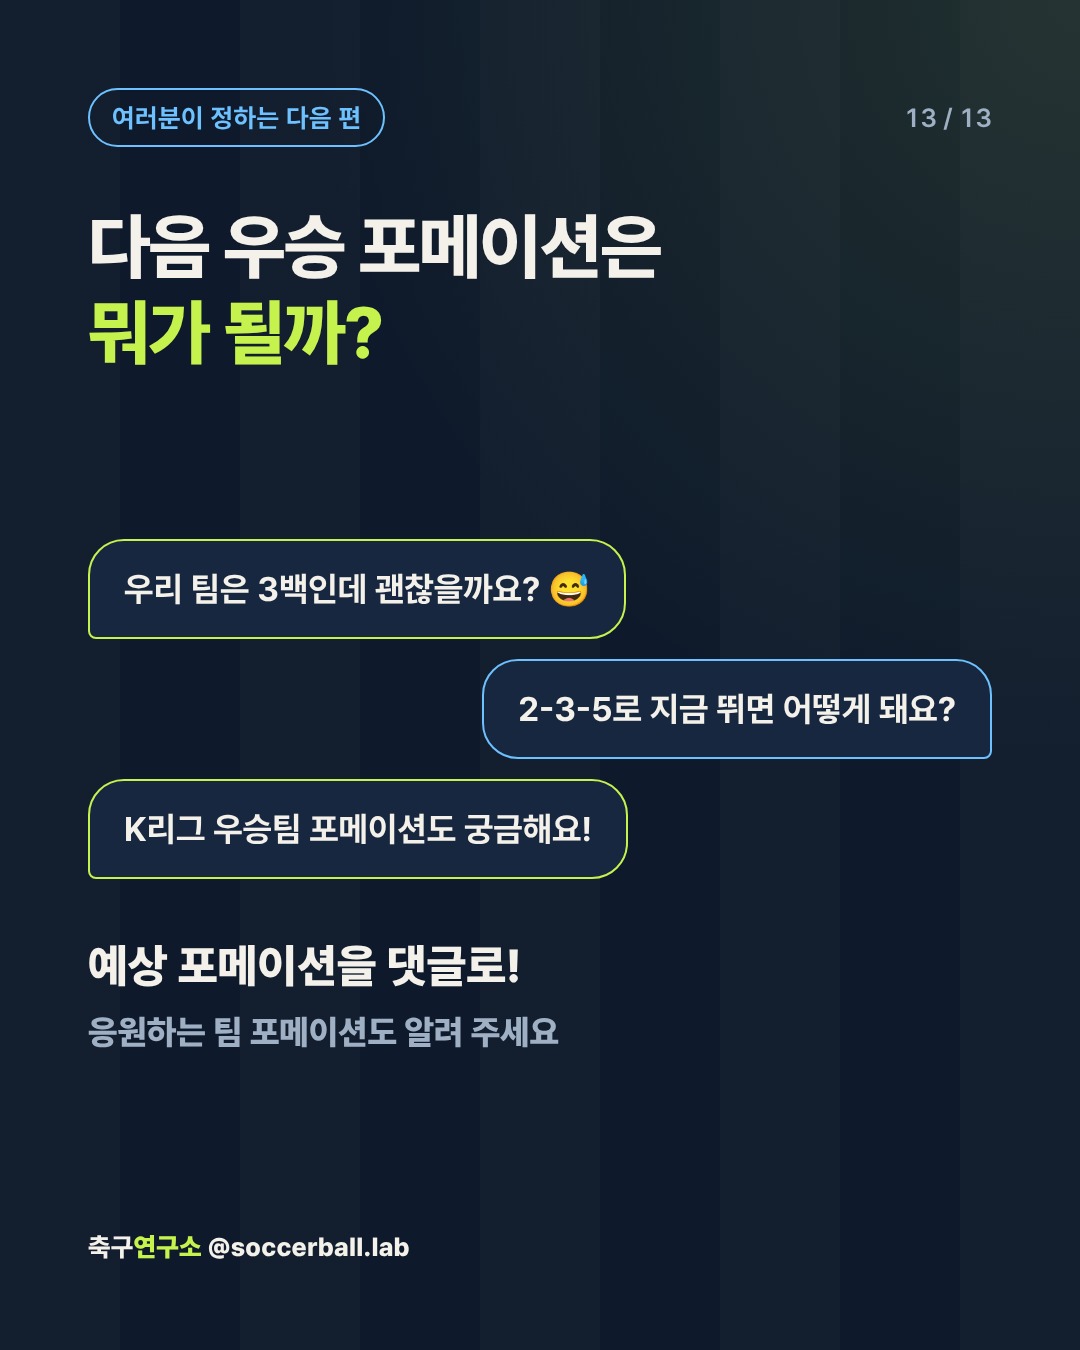 여러분이 정하는 다음 편
13 / 13
다음 우승 포메이션은
뭐가 될까?
우리 팀은 3백인데 괜찮을까요? 😅
2-3-5로 지금 뛰면 어떻게 돼요?
K리그 우승팀 포메이션도 궁금해요!
예상 포메이션을 댓글로!
응원하는 팀 포메이션도 알려 주세요
축구연구소 @soccerball.lab